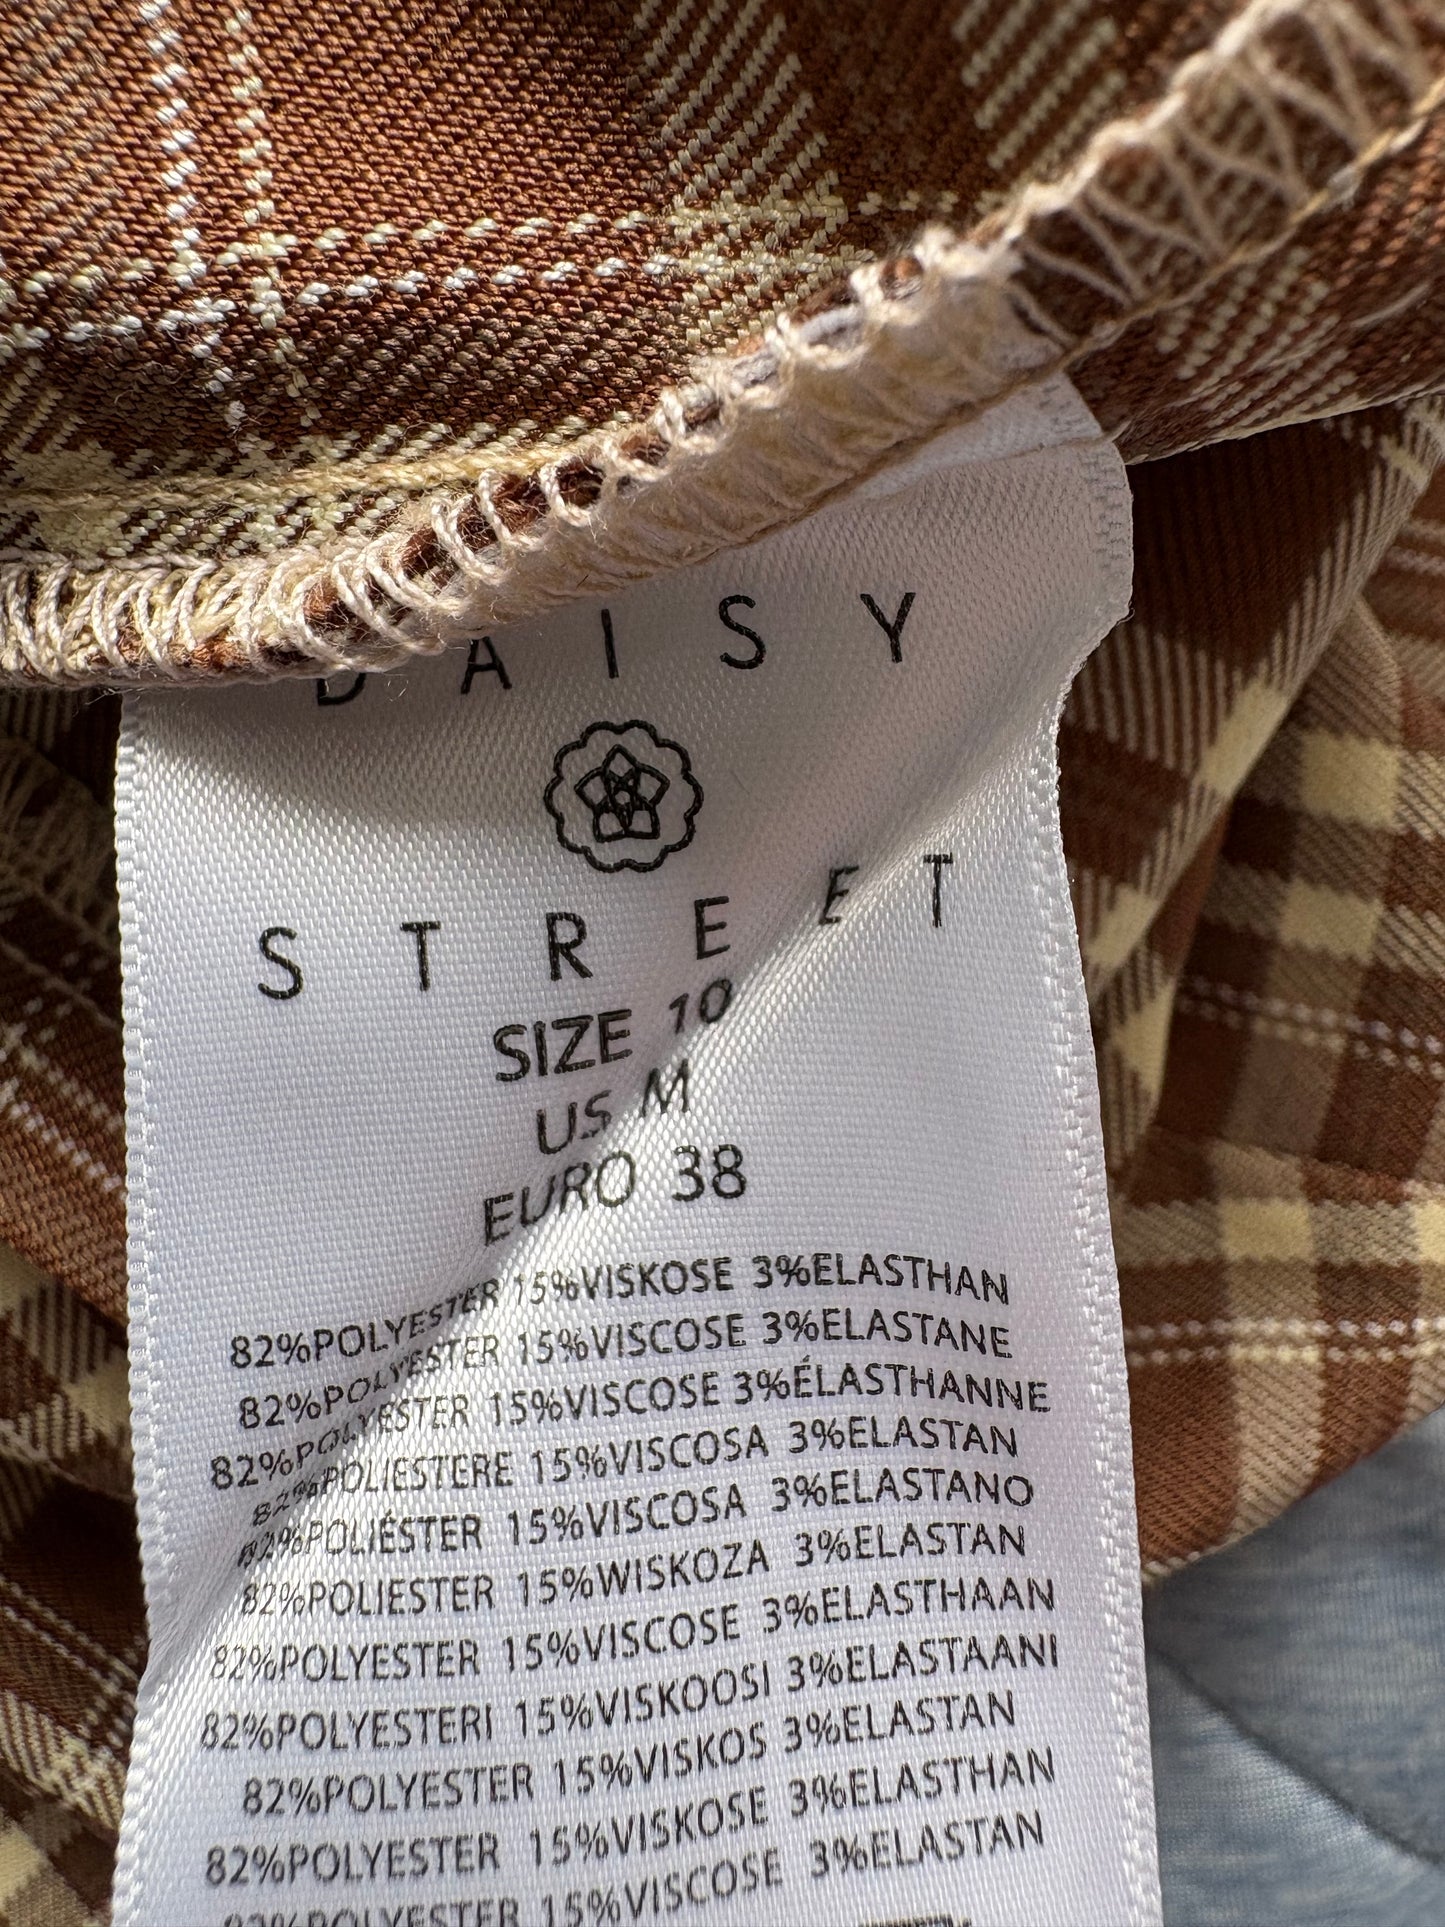 DAISY
STREET
SIZE 10
US M
EURO 38
82%POLYESTER 15%VISKOSE 3%ELASTHAN
82%POLYESTER 15%VISCOSE 3%ELASTANE
82%POLYESTER 15%VISCOSE 3%ÉLASTHANNE
82%POLIESTERE 15%VISCOSA 3%ELASTAN
82%POLIÉSTER 15%VISCOSA 3%ELASTANO
82%POLIESTER 15%WISKOZA 3%ELASTAN
82%POLYESTER 15%VISCOSE 3%ELASTHAAN
82%POLYESTERI 15%VISKOOSI 3%ELASTAANI
82%POLYESTER 15%VISKOS 3%ELASTAN
82%POLYESTER 15%VISKOSE 3%ELASTHAN
82%POLYESTER 15%VISCOSE 3%ELASTAN